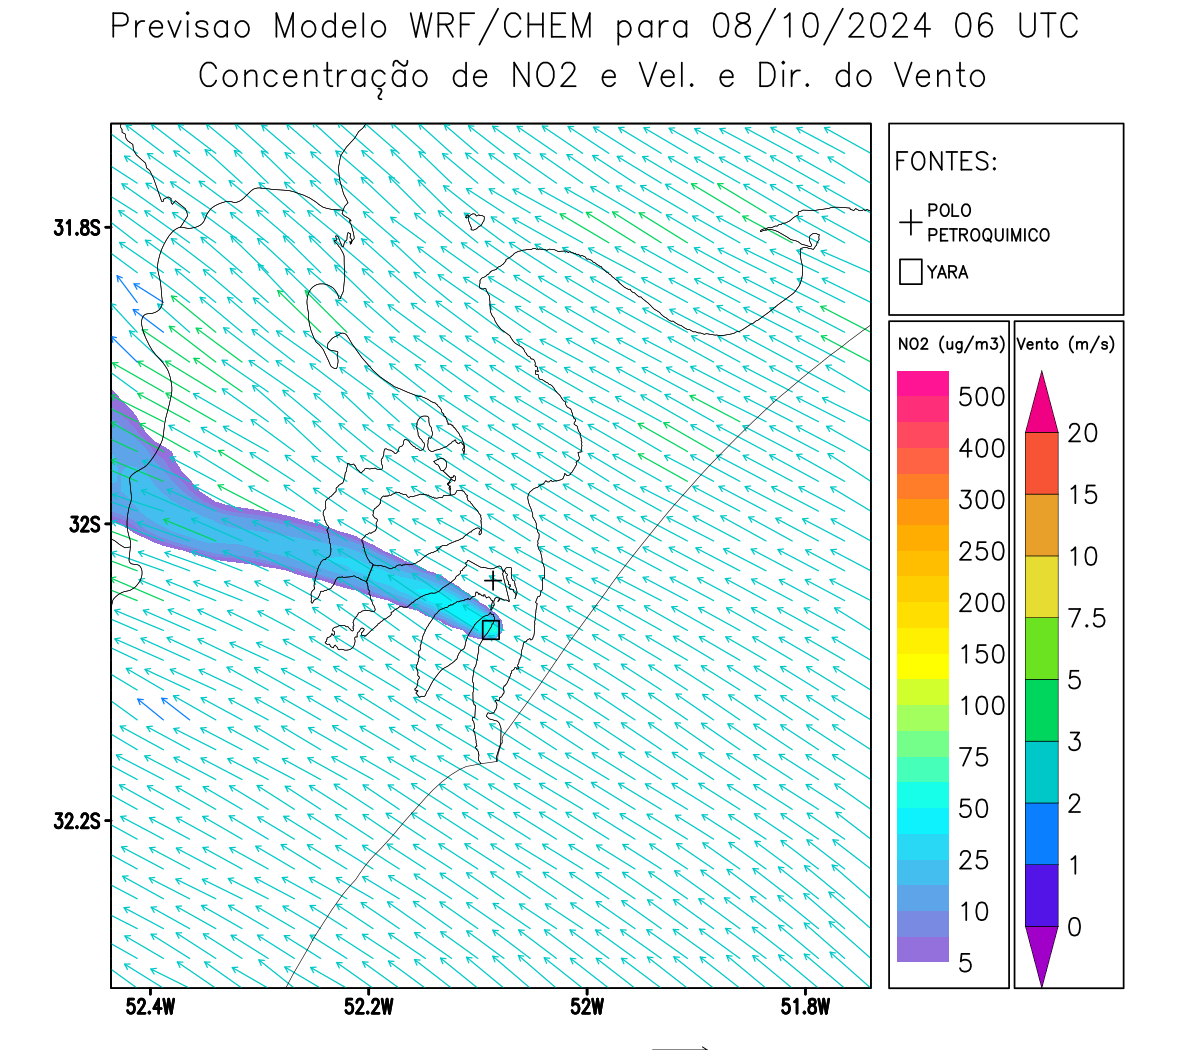 Previsao Modelo WRF/CHEM para 08/10/2024 06 UTC
Concentração de NO2 e Vel. e Dir. do Vento
FONTES:
POLO
PETROQUIMICO
YARA
31.8S
32S
32.2S
52.4W
52.2W
52W
51.8W
NO2 (ug/m3)
500
400
300
250
200
150
100
75
50
25
10
5
Vento (m/s)
20
15
10
7.5
5
3
2
1
0